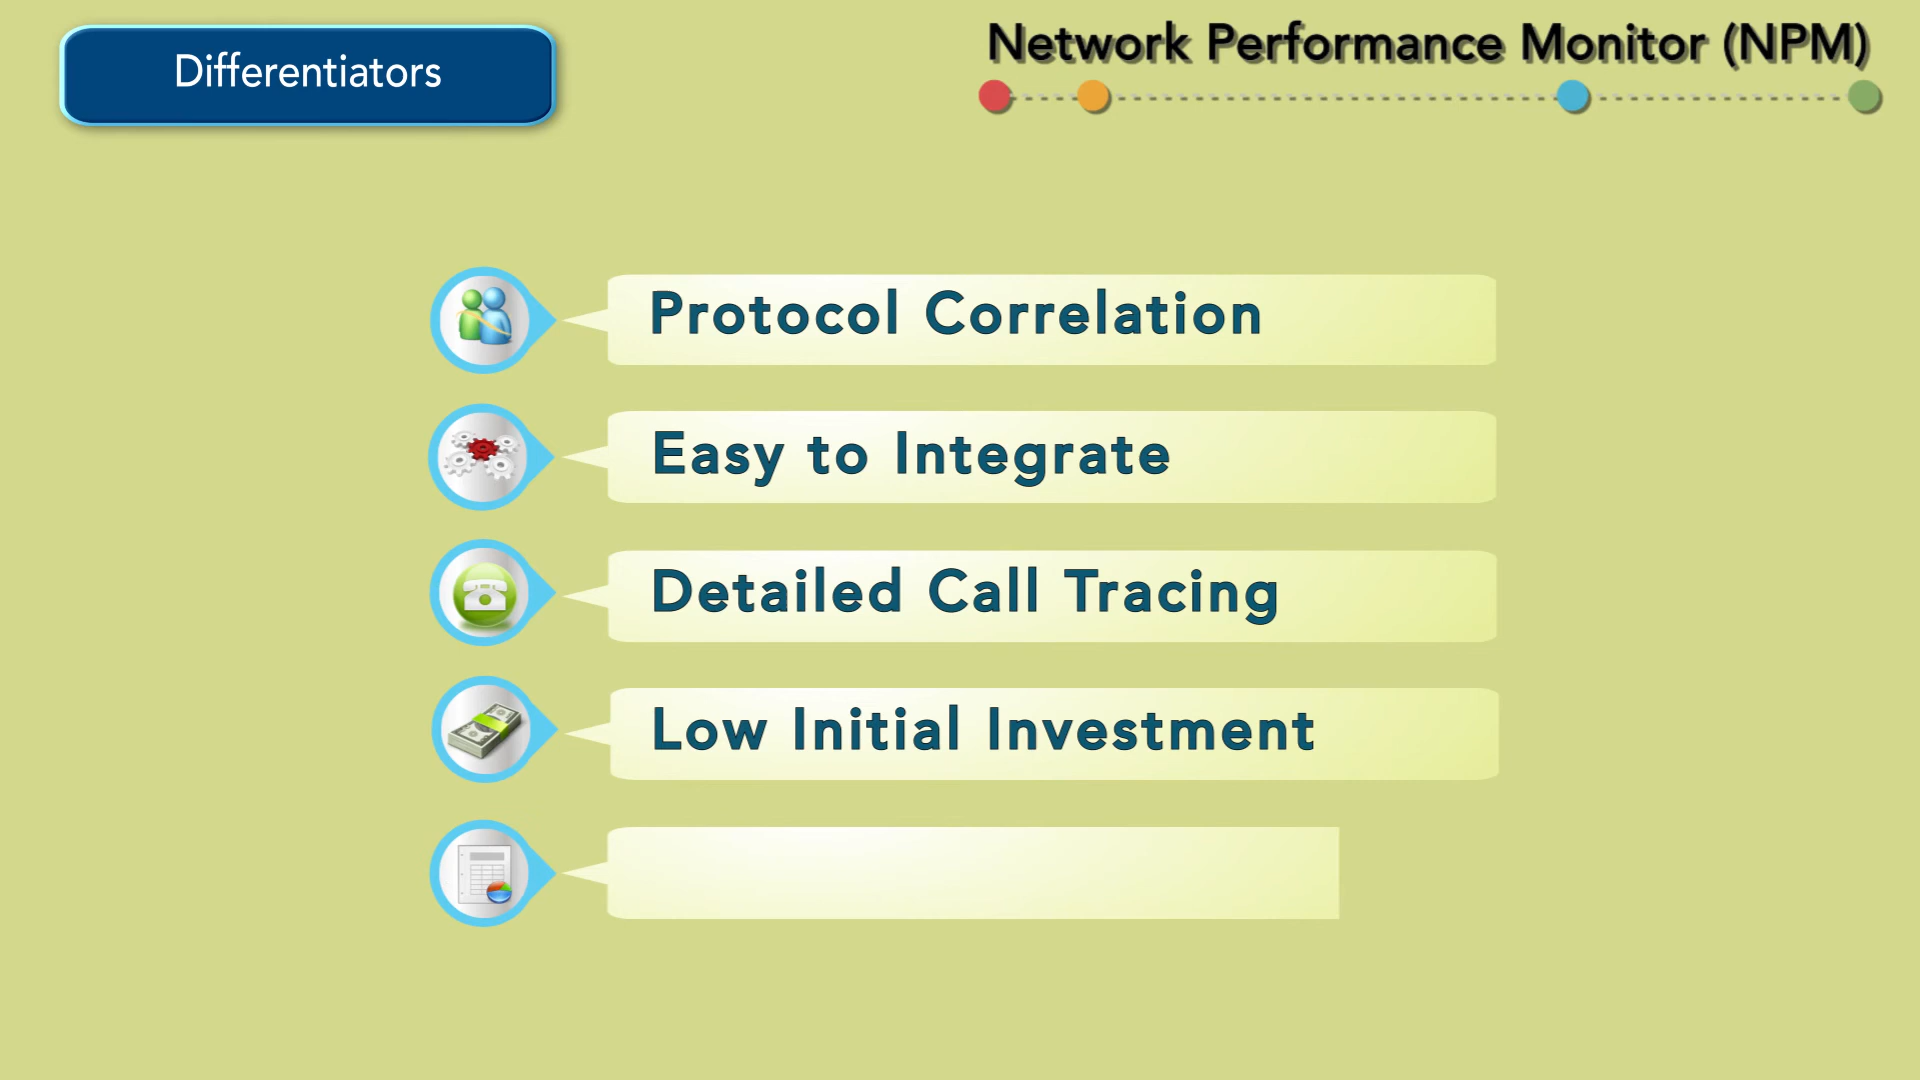 Differentiators
Network Performance Monitor (NPM)
Protocol Correlation
Easy to Integrate
Detailed Call Tracing
Low Initial Investment